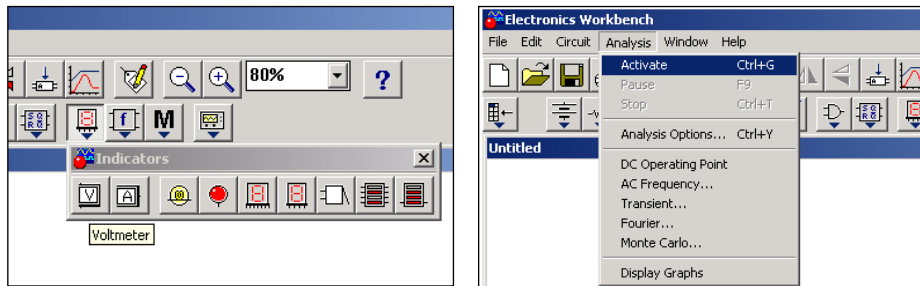 80%
?
M
Indicators
V A
Voltmeter
Electronics Workbench
File Edit Circuit Analysis Window Help
Activate Ctrl+G
Pause F9
Stop Ctrl+T
Analysis Options... Ctrl+Y
Untitled
DC Operating Point
AC Frequency...
Transient...
Fourier...
Monte Carlo...
Display Graphs